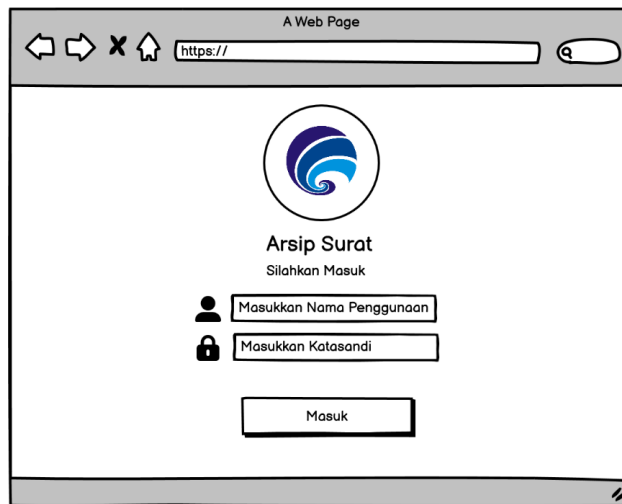 A Web Page
https://
Arsip Surat
Silahkan Masuk
Masukkan Nama Penggunaan
Masukkan Katasandi
Masuk